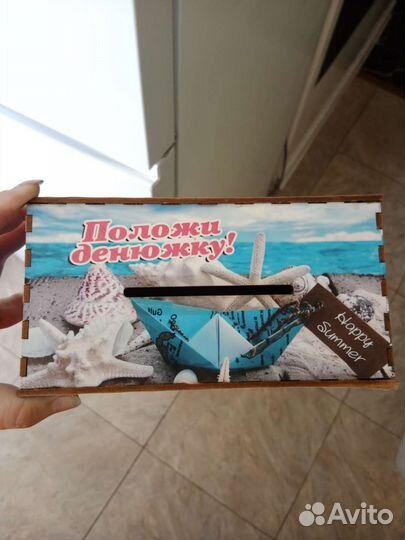 Положи
денюжку!
Happy
Summer
Avito